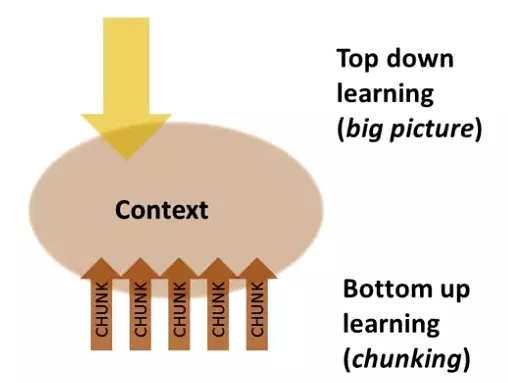 Top down
learning
(big picture)
Context
CHUNK
CHUNK
CHUNK
CHUNK
CHUNK
Bottom up
learning
(chunking)